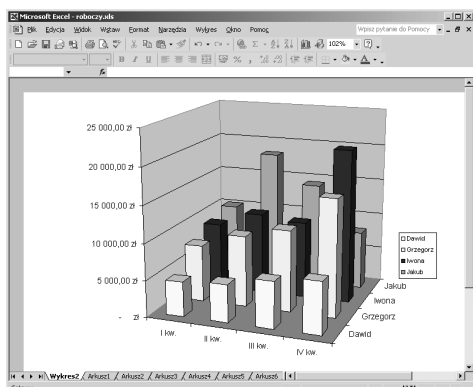 Microsoft Excel - roboczy.xls
Plik Edycja Widok Wstaw Format Narzędzia Wykres Okno Pomoc Wpisz pytanie do Pomocy
102%
fx
25 000,00 zł
20 000,00 zł
15 000,00 zł
10 000,00 zł
5 000,00 zł
- zł
I kw.
II kw.
III kw.
IV kw.
Dawid
Grzegorz
Iwona
Jakub
Dawid
Grzegorz
Iwona
Jakub
Wykres2 Arkusz1 Arkusz2 Arkusz3 Arkusz4 Arkusz5 Arkusz6